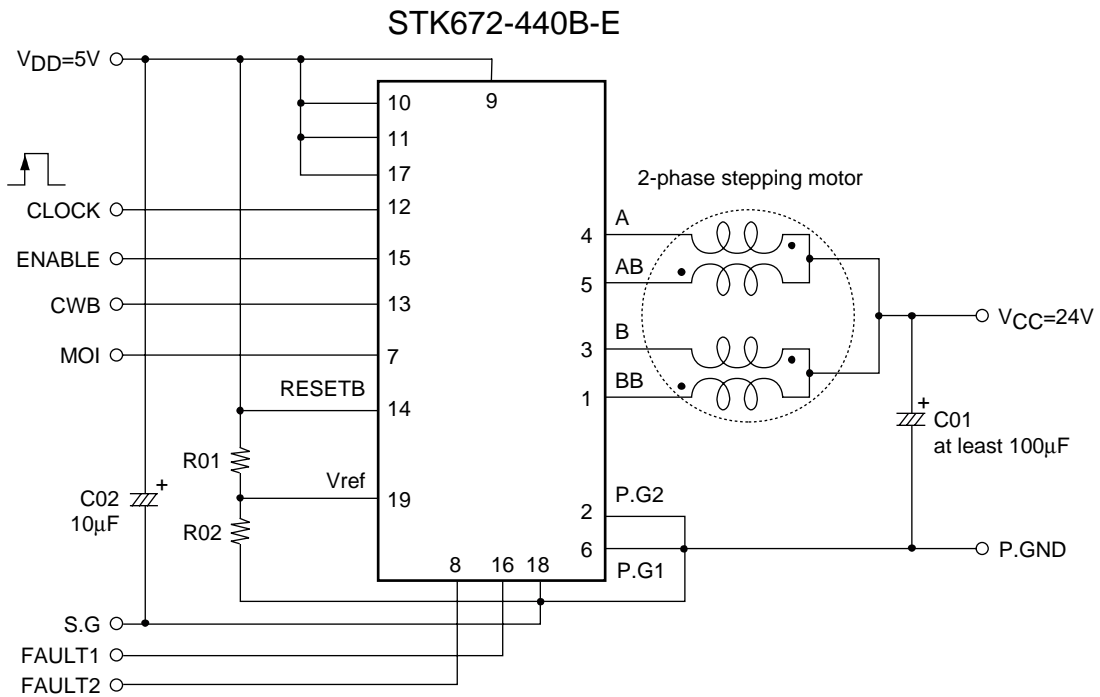 STK672-440B-E
VDD=5V
9
10
11
17
2-phase stepping motor
CLOCK
12
A
4
ENABLE
15
AB
5
CWB
13
VCC=24V
B
3
MOI
7
BB
1
RESETB
14
C01
at least 100μF
+
R01
Vref
19
C02
10μF
+
R02
P.G2
2
6
P.G1
P.GND
8
16
18
S.G
FAULT1
FAULT2